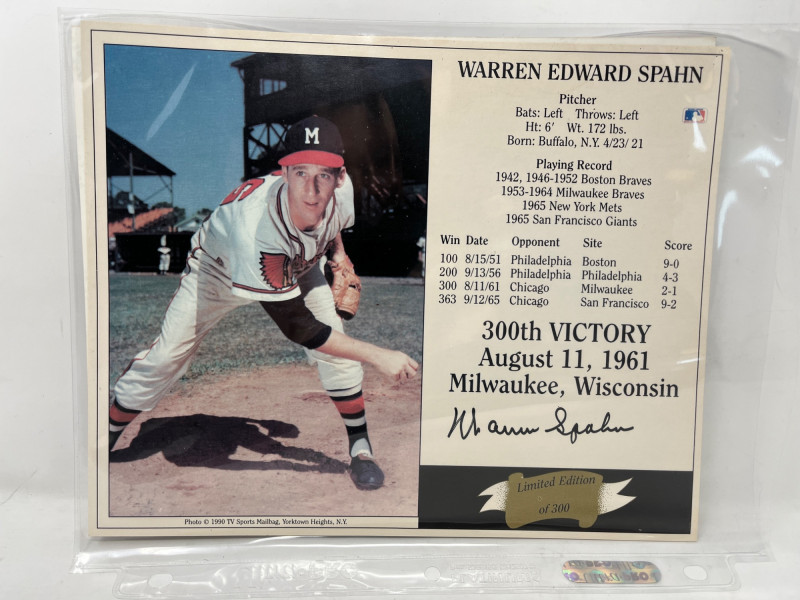 WARREN EDWARD SPAHN
Pitcher
Bats: Left Throws: Left
Ht: 6' Wt. 172 lbs.
Born: Buffalo, N.Y. 4/23/ 21
Playing Record
1942, 1946-1952 Boston Braves
1953-1964 Milwaukee Braves
1965 New York Mets
1965 San Francisco Giants
Win Date Opponent Site Score
100 8/15/51 Philadelphia Boston 9-0
200 9/13/56 Philadelphia Philadelphia 4-3
300 8/11/61 Chicago Milwaukee 2-1
363 9/12/65 Chicago San Francisco 9-2
300th VICTORY
August 11, 1961
Milwaukee, Wisconsin
Warren Spahn
Limited Edition
of 300
M
Photo © 1990 TV Sports Mailbag, Yorktown Heights, N.Y.